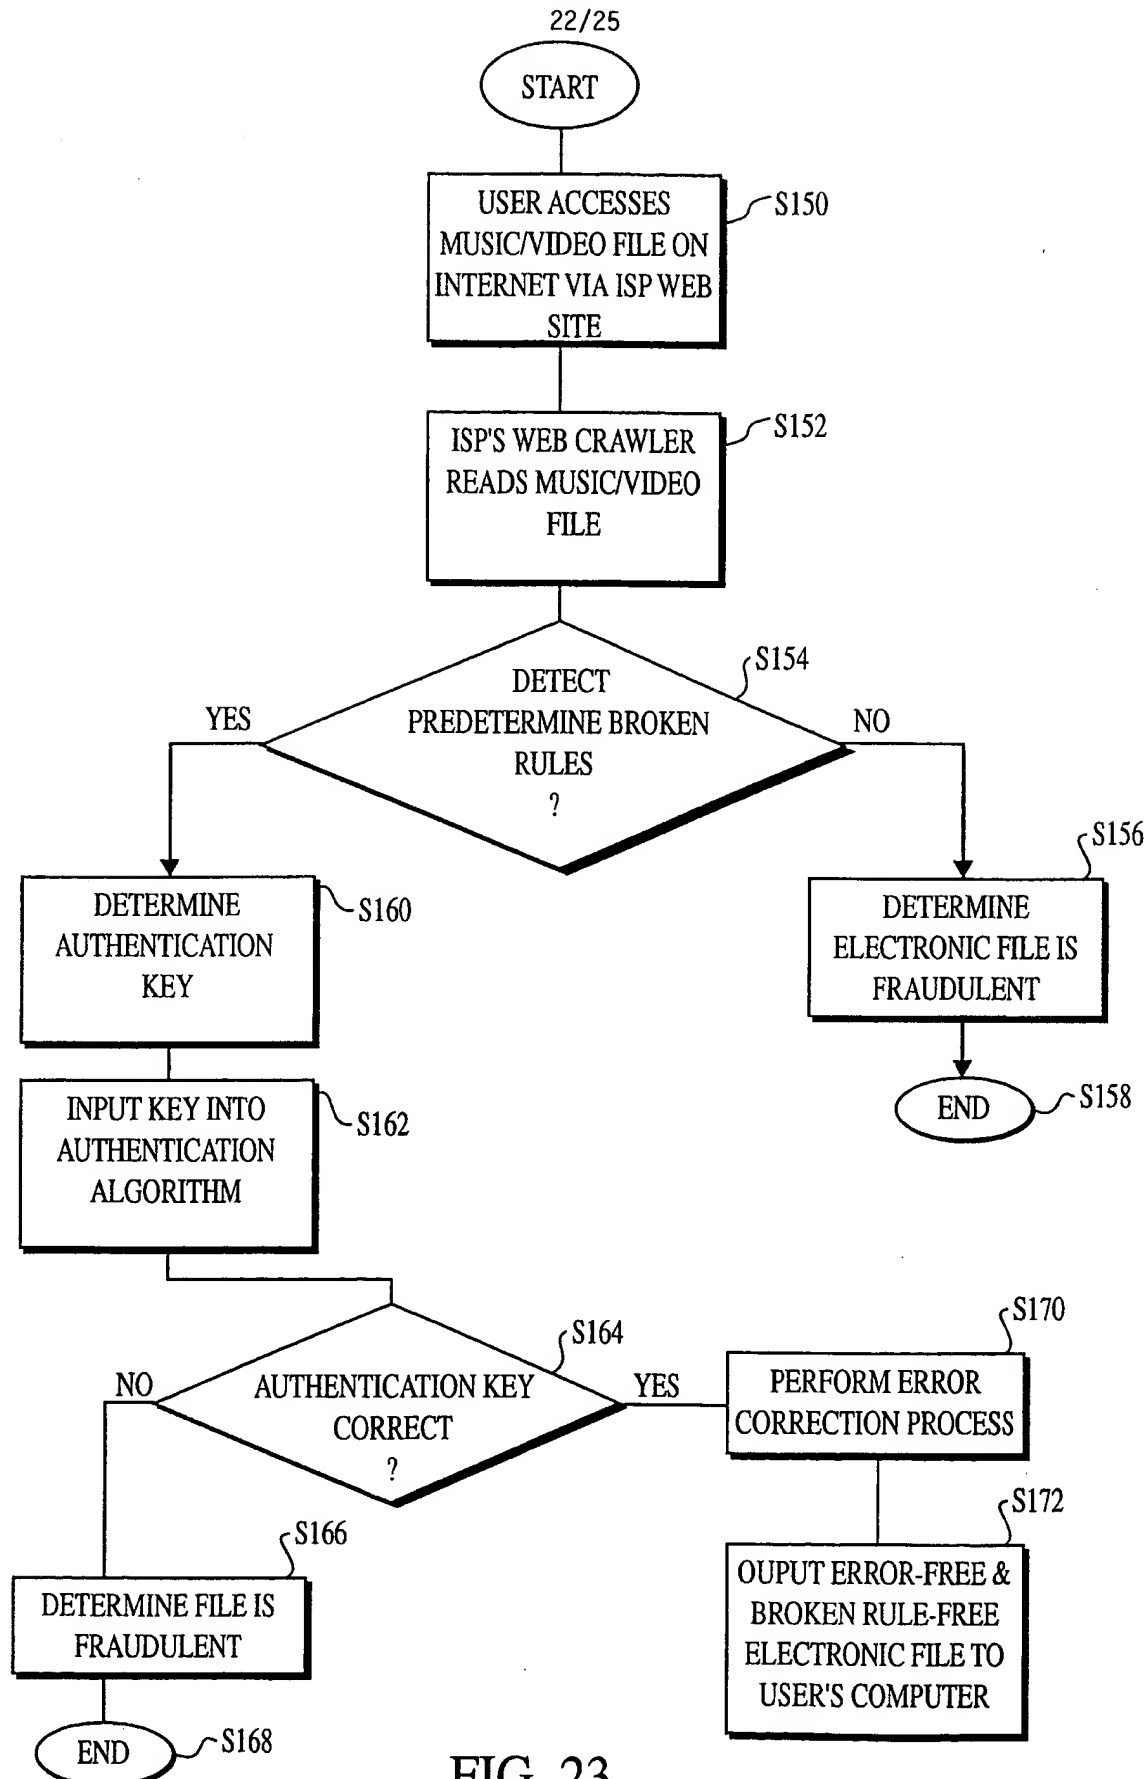 22/25
START
USER ACCESSES
MUSIC/VIDEO FILE ON
INTERNET VIA ISP WEB
SITE
S150
ISP'S WEB CRAWLER
READS MUSIC/VIDEO
FILE
S152
DETECT
PREDETERMINE BROKEN
RULES
?
S154
YES
NO
DETERMINE
AUTHENTICATION
KEY
S160
DETERMINE
ELECTRONIC FILE IS
FRAUDULENT
S156
INPUT KEY INTO
AUTHENTICATION
ALGORITHM
S162
END
S158
AUTHENTICATION KEY
CORRECT
?
S164
NO
YES
PERFORM ERROR
CORRECTION PROCESS
S170
DETERMINE FILE IS
FRAUDULENT
S166
OUPUT ERROR-FREE &
BROKEN RULE-FREE
ELECTRONIC FILE TO
USER'S COMPUTER
S172
END
S168
FIG. 23